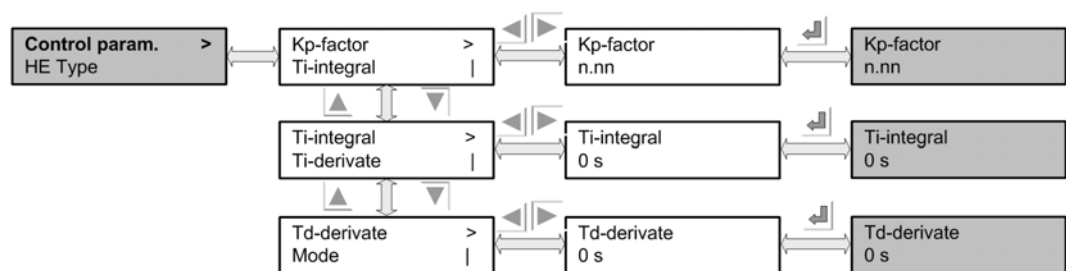 Control param. >
HE Type
Kp-factor >
Ti-integral |
Kp-factor
n.nn
Kp-factor
n.nn
Ti-integral >
Ti-derivate |
Ti-integral
0 s
Ti-integral
0 s
Td-derivate >
Mode |
Td-derivate
0 s
Td-derivate
0 s